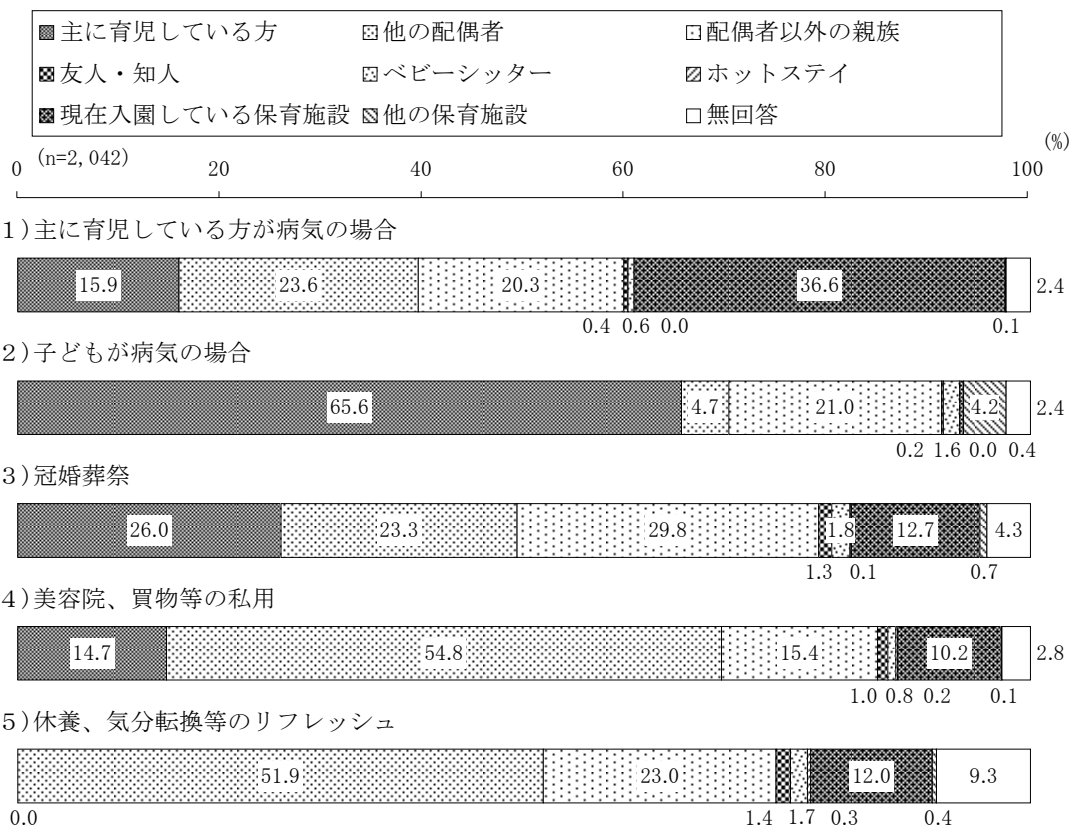 主に育児している方 他の配偶者 配偶者以外の親族
友人・知人 ベビーシッター ホットステイ
現在入園している保育施設 他の保育施設 無回答
(%)
0 (n=2,042) 20 40 60 80 100
1)主に育児している方が病気の場合
15.9 23.6 20.3 36.6 2.4
0.4 0.6 0.0 0.1
2)子どもが病気の場合
65.6 4.7 21.0 4.2 2.4
0.2 1.6 0.0 0.4
3)冠婚葬祭
26.0 23.3 29.8 1.8 12.7 4.3
1.3 0.1 0.7
4)美容院、買物等の私用
14.7 54.8 15.4 10.2 2.8
1.0 0.8 0.2 0.1
5)休養、気分転換等のリフレッシュ
51.9 23.0 12.0 9.3
0.0 1.4 1.7 0.3 0.4